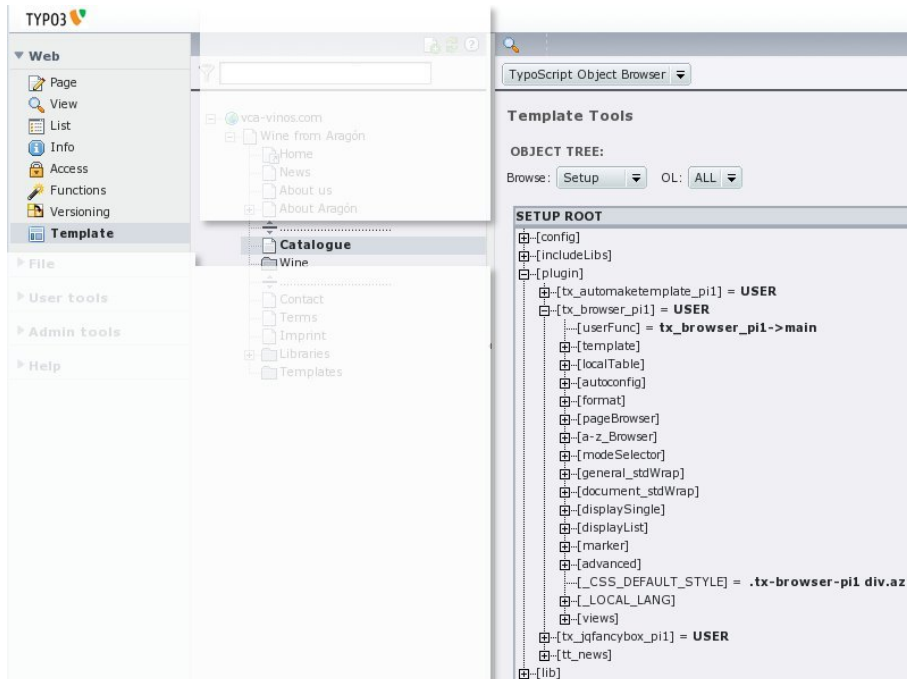 TYPO3
Web
Page
View
List
Info
Access
Functions
Versioning
Template
File
User tools
Admin tools
Help
vca-vinos.com
Wine from Aragón
Home
News
About us
About Aragón
Catalogue
Wine
Contact
Terms
Imprint
Libraries
Templates
TypoScript Object Browser
Template Tools
OBJECT TREE:
Browse: Setup OL: ALL
SETUP ROOT
[config]
[includeLibs]
[plugin]
[tx_automaketemplate_pi1] = USER
[tx_browser_pi1] = USER
[userFunc] = tx_browser_pi1->main
[template]
[localTable]
[autoconfig]
[format]
[pageBrowser]
[a-z_Browser]
[modeSelector]
[general_stdWrap]
[document_stdWrap]
[displaySingle]
[displayList]
[marker]
[advanced]
[_CSS_DEFAULT_STYLE] = .tx-browser-pi1 div.az
[_LOCAL_LANG]
[views]
[tx_jqfancybox_pi1] = USER
[tt_news]
[lib]